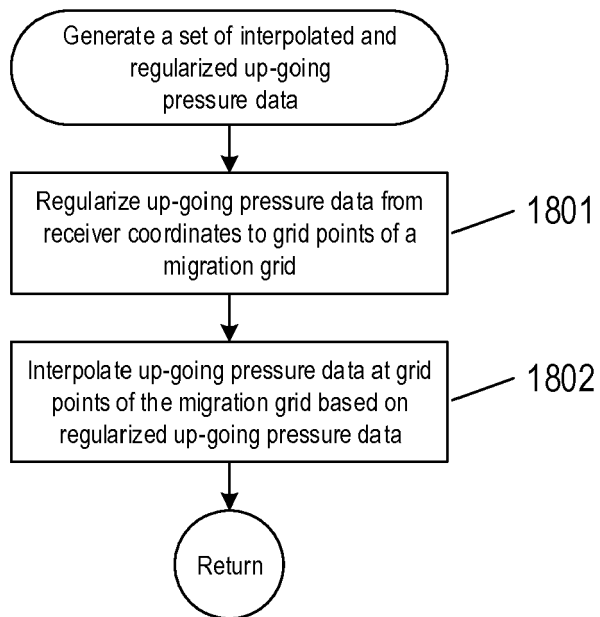 Generate a set of interpolated and
regularized up-going
pressure data
Regularize up-going pressure data from
receiver coordinates to grid points of a
migration grid
1801
Interpolate up-going pressure data at grid
points of the migration grid based on
regularized up-going pressure data
1802
Return